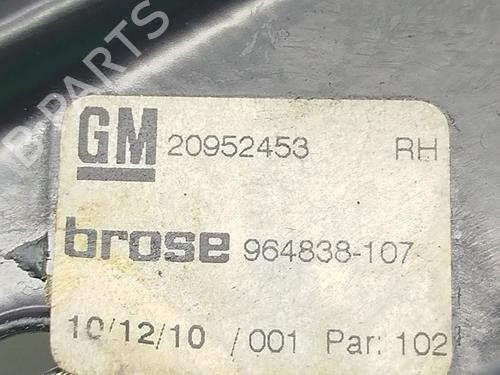 B-PARTS
GM 20952453 RH
brose 964838-107
10/12/10 /001 Par: 102